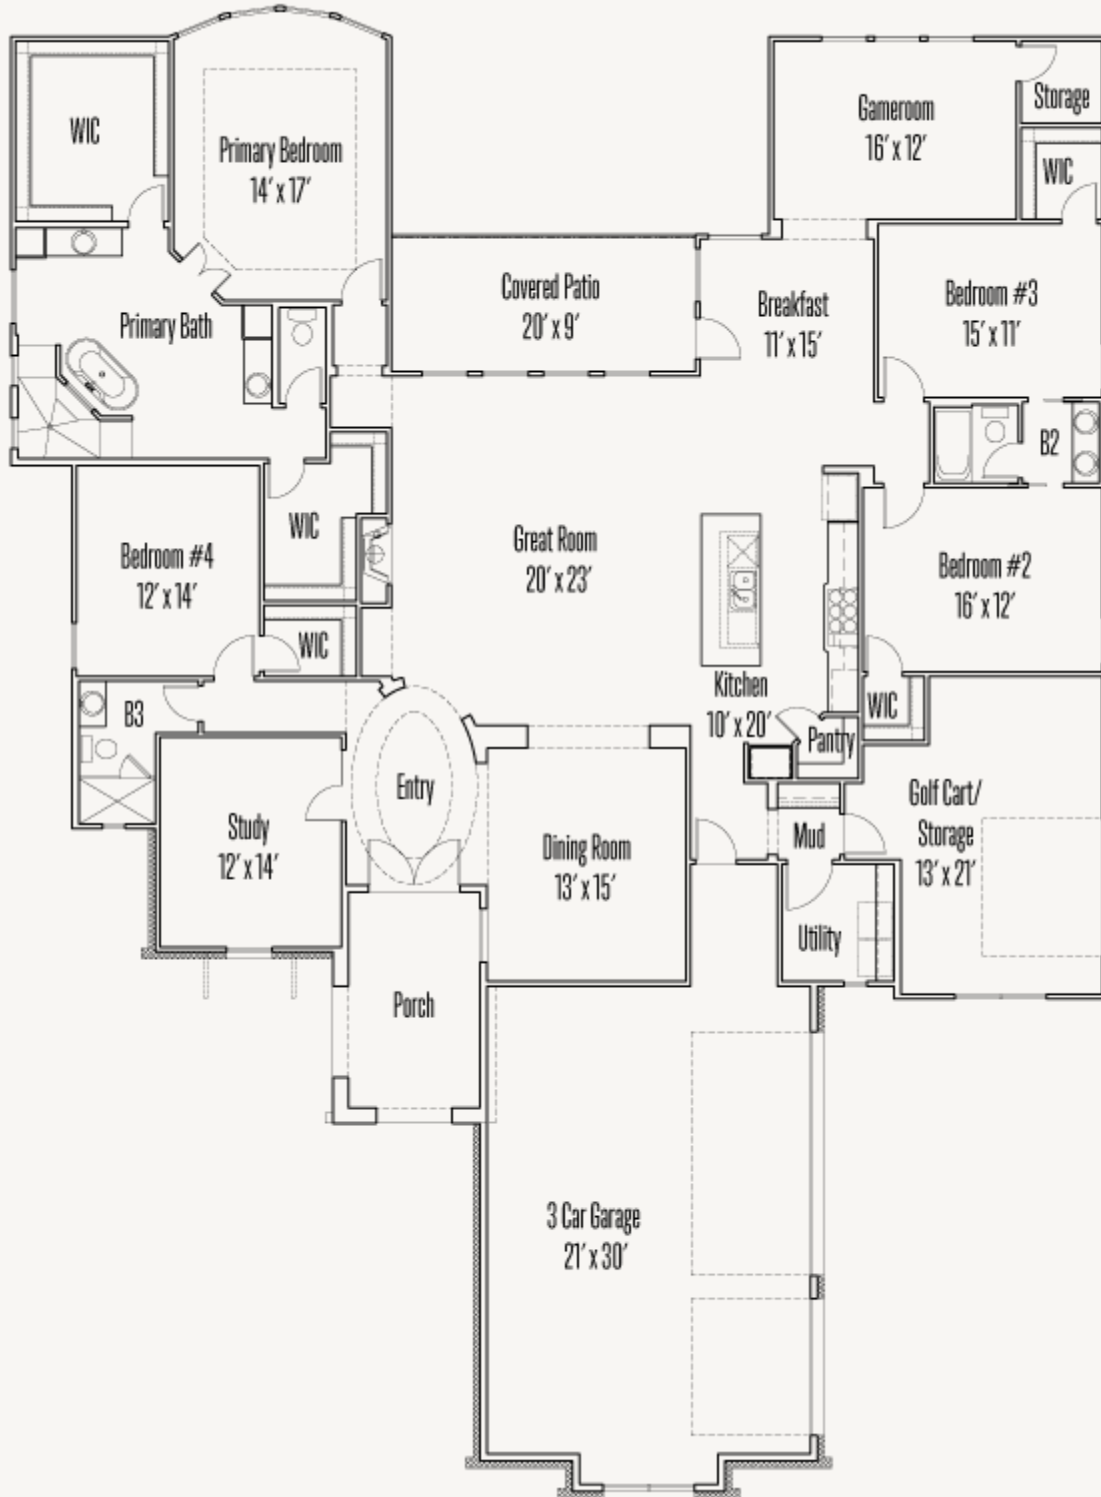 WIC
Primary Bedroom
14' x 17'
Gameroom
16' x 12'
Storage
WIC
Primary Bath
Covered Patio
20' x 9'
Breakfast
11' x 15'
Bedroom #3
15' x 11'
B2
WIC
Great Room
20' x 23'
Bedroom #4
12' x 14'
Bedroom #2
16' x 12'
WIC
Kitchen
10' x 20'
WIC
B3
Pantry
Entry
Golf Cart/
Storage
13' x 21'
Study
12' x 14'
Dining Room
13' x 15'
Mud
Utility
Porch
3 Car Garage
21' x 30'